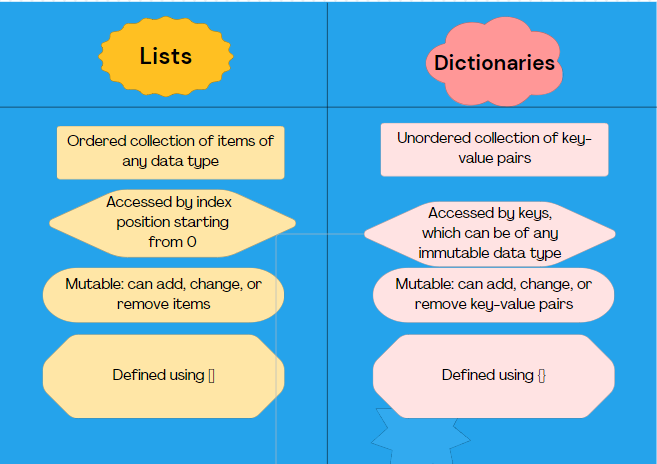 Lists
Dictionaries
Ordered collection of items of
any data type
Unordered collection of key-
value pairs
Accessed by index
position starting
from 0
Accessed by keys,
which can be of any
immutable data type
Mutable: can add, change, or
remove items
Mutable: can add, change, or
remove key-value pairs
Defined using []
Defined using {}